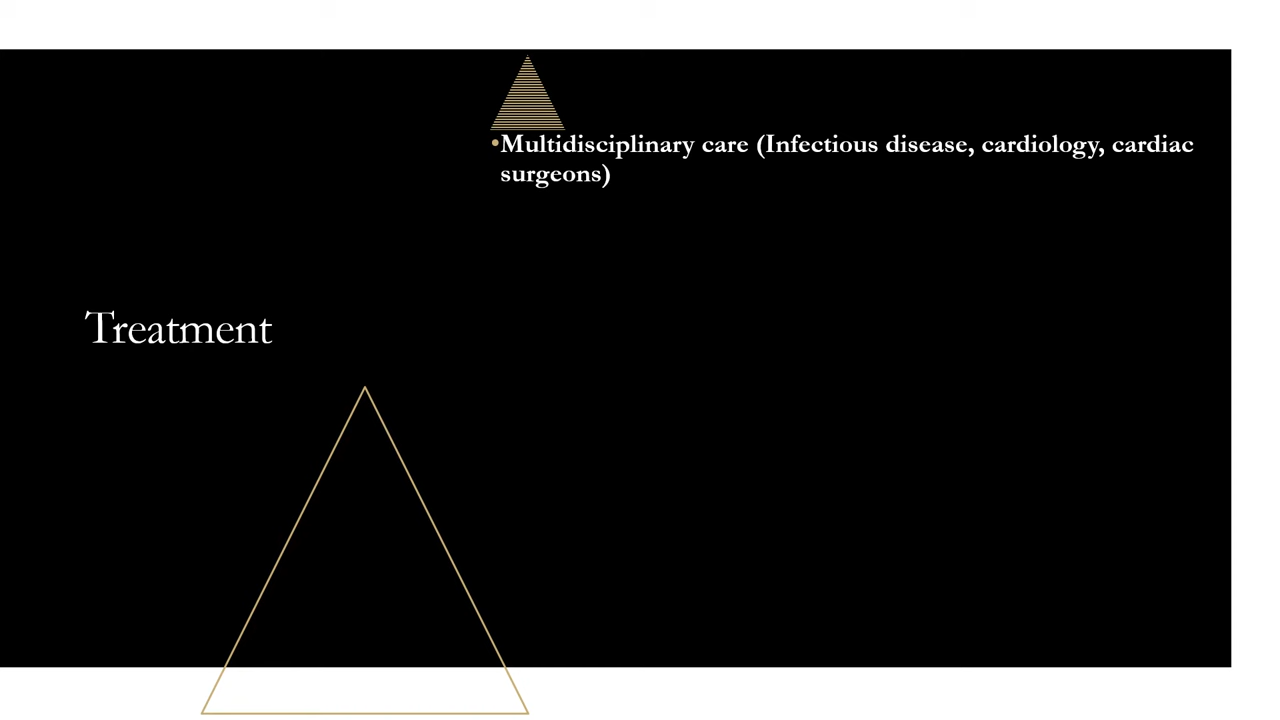 Treatment
•Multidisciplinary care (Infectious disease, cardiology, cardiac
surgeons)